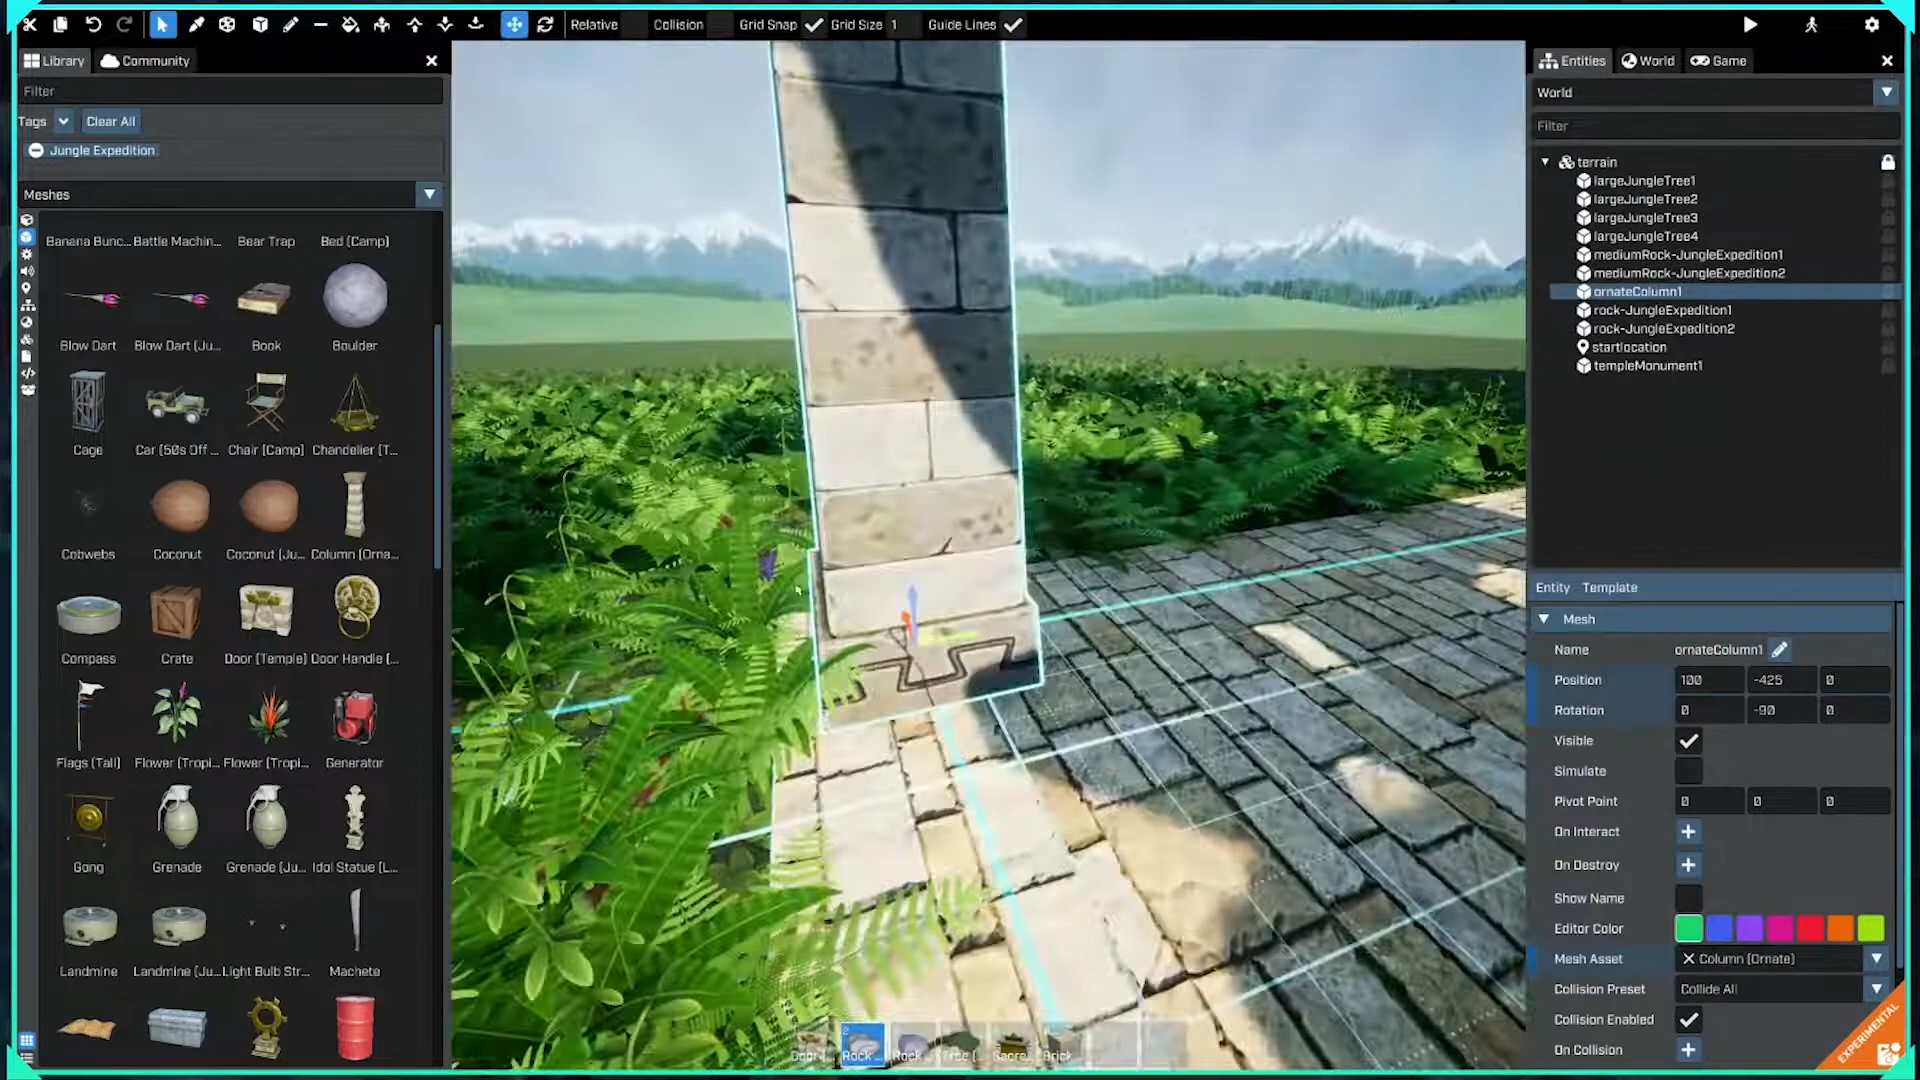 Relative Collision Grid Snap Grid Size 1 Guide Lines
Library Community
Filter
Tags Clear All
Jungle Expedition
Meshes
Banana Bunc... Battle Machin... Bear Trap Bed (Camp)
Blow Dart Blow Dart (Ju... Book Boulder
Cage Car (50s Off ... Chair (Camp) Chandelier (T...
Cobwebs Coconut Coconut (Ju... Column (Orna...
Compass Crate Door (Temple) Door Handle (...
Flags (Tall) Flower (Tropi... Flower (Tropi... Generator
Gong Grenade Grenade (Ju... Idol Statue (L...
Landmine Landmine (Ju... Light Bulb Str... Machete
Rock ... Rock ... Tree (... Brick
Entities World Game
World
Filter
terrain
largeJungleTree1
largeJungleTree2
largeJungleTree3
largeJungleTree4
mediumRock-JungleExpedition1
mediumRock-JungleExpedition2
ornateColumn1
rock-JungleExpedition1
rock-JungleExpedition2
startlocation
templeMonument1
Entity Template
Mesh
Name ornateColumn1
Position 100 -425 0
Rotation 0 -90 0
Visible
Simulate
Pivot Point 0 0 0
On Interact
On Destroy
Show Name
Editor Color
Mesh Asset Column (Ornate)
Collision Preset Collide All
Collision Enabled
On Collision
EXPERIMENTAL